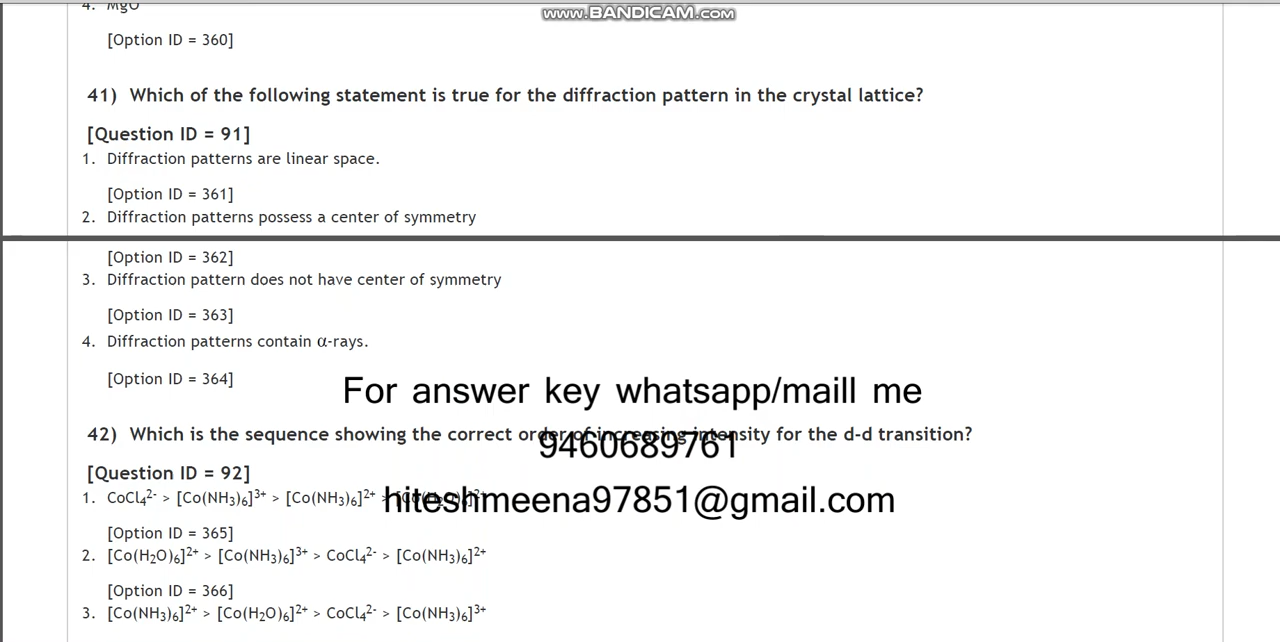 www.BANDICAM.com
4. MgO
[Option ID = 360]
41) Which of the following statement is true for the diffraction pattern in the crystal lattice?
[Question ID = 91]
1. Diffraction patterns are linear space.
[Option ID = 361]
2. Diffraction patterns possess a center of symmetry
[Option ID = 362]
3. Diffraction pattern does not have center of symmetry
[Option ID = 363]
4. Diffraction patterns contain α-rays.
[Option ID = 364]
For answer key whatsapp/maill me
42) Which is the sequence showing the correct order of increasing intensity for the d-d transition?
9460689761
[Question ID = 92]
1. CoCl₄²⁻ > [Co(NH₃)₆]³⁺ > [Co(NH₃)₆]²⁺ > [Co(H₂O)₆]²⁺
hiteshmeena97851@gmail.com
[Option ID = 365]
2. [Co(H₂O)₆]²⁺ > [Co(NH₃)₆]³⁺ > CoCl₄²⁻ > [Co(NH₃)₆]²⁺
[Option ID = 366]
3. [Co(NH₃)₆]²⁺ > [Co(H₂O)₆]²⁺ > CoCl₄²⁻ > [Co(NH₃)₆]³⁺